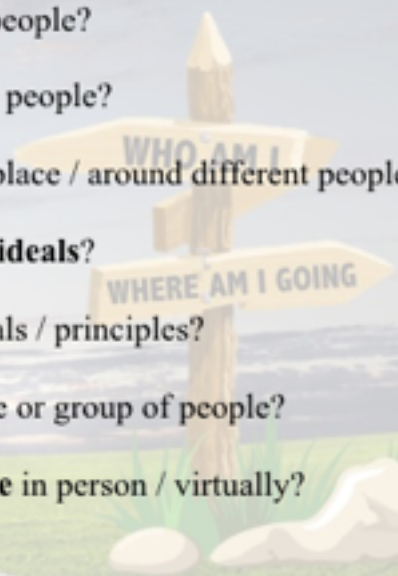 people?
people?
WHO AM I
place / around different people
ideals?
als / principles?
WHERE AM I GOING
e or group of people?
e in person / virtually?